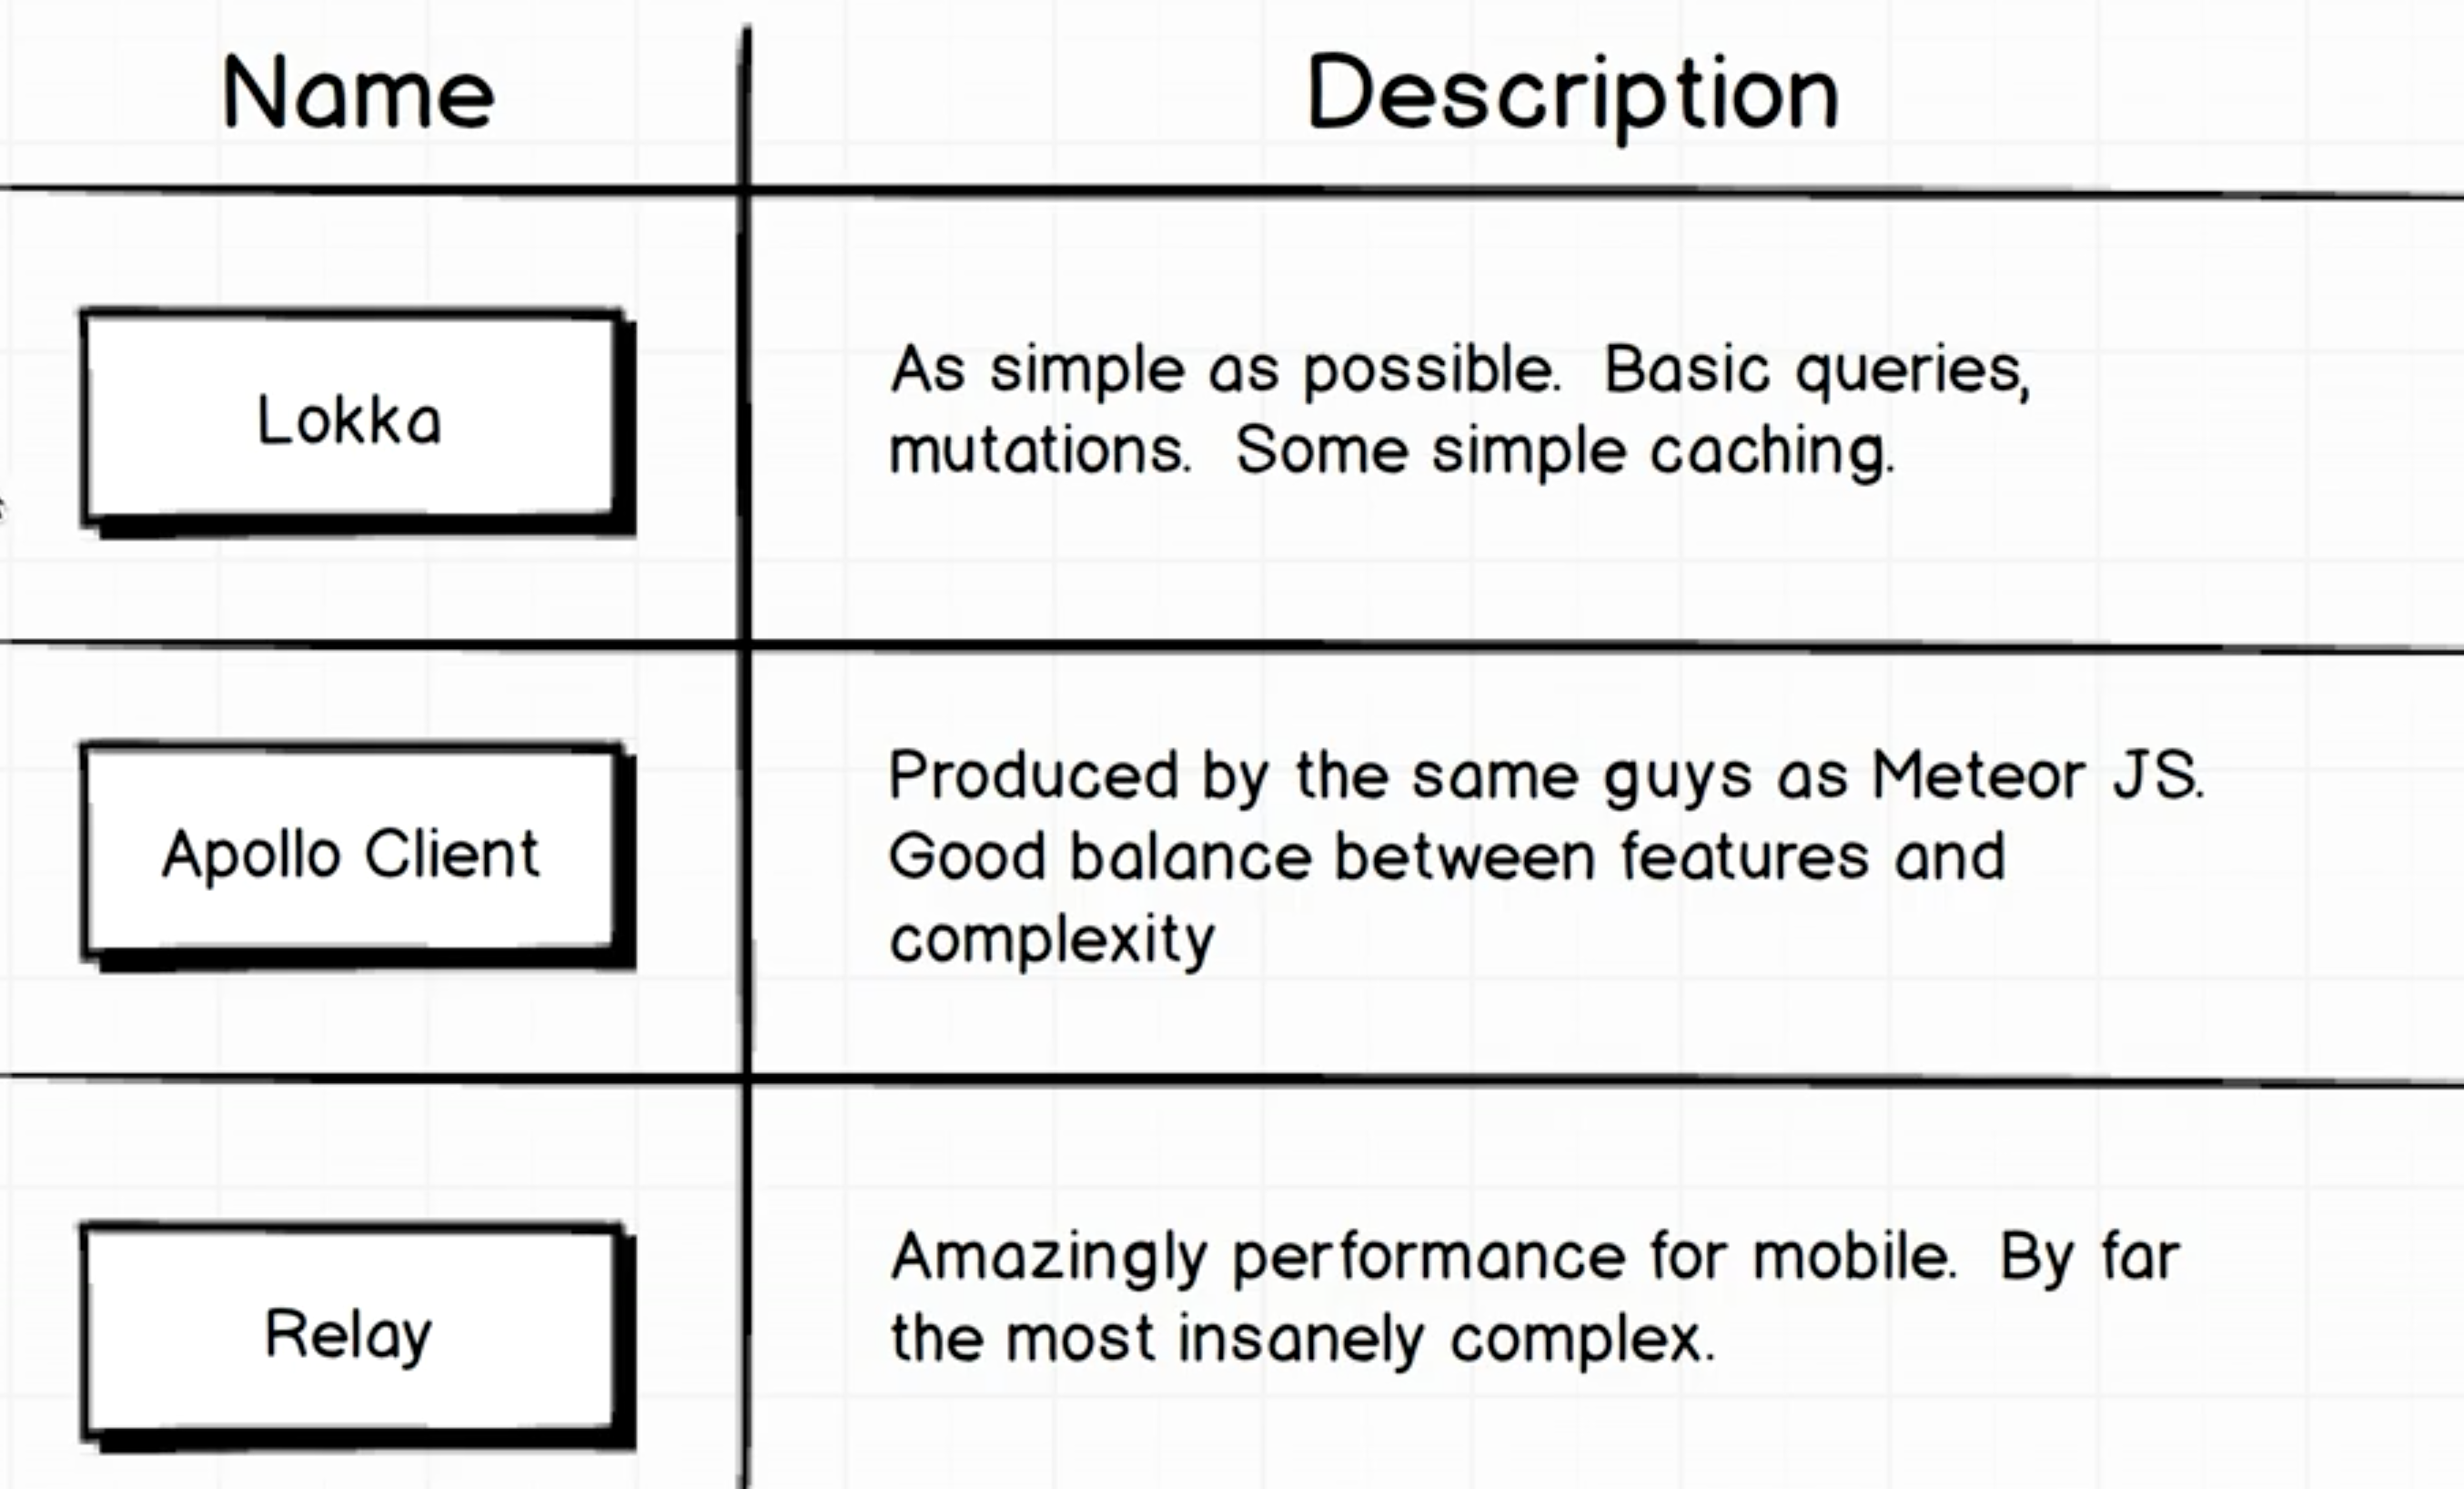 Name
Description
Lokka
As simple as possible.  Basic queries,
mutations.  Some simple caching.
Apollo Client
Produced by the same guys as Meteor JS.
Good balance between features and
complexity
Relay
Amazingly performance for mobile.  By far
the most insanely complex.